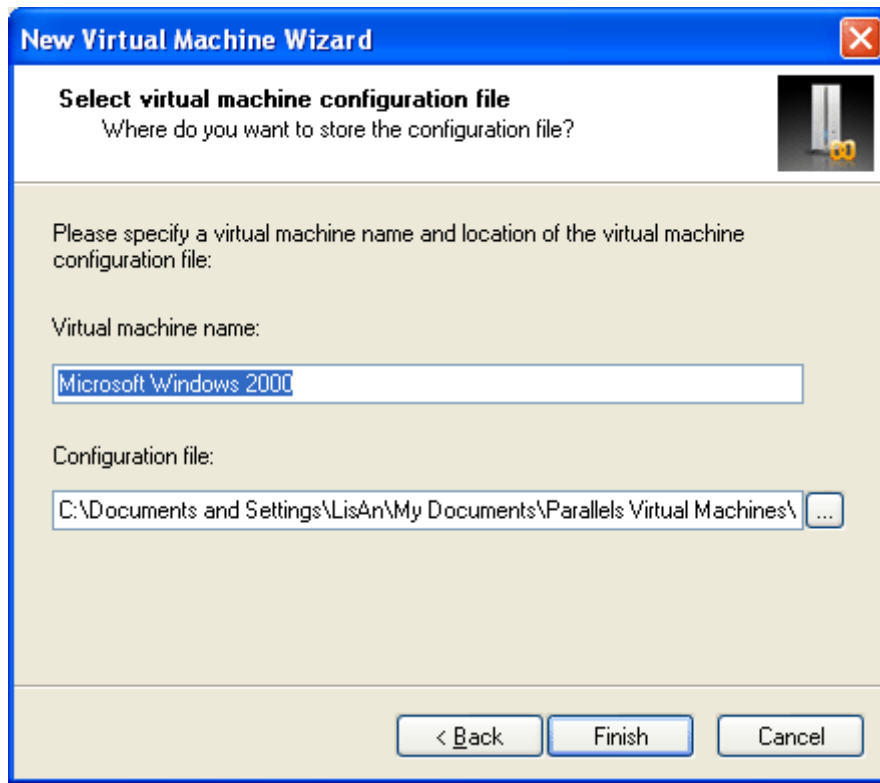 New Virtual Machine Wizard
Select virtual machine configuration file
Where do you want to store the configuration file?
Please specify a virtual machine name and location of the virtual machine
configuration file:
Virtual machine name:
Microsoft Windows 2000
Configuration file:
C:\Documents and Settings\LisAn\My Documents\Parallels Virtual Machines\
...
< Back
Finish
Cancel